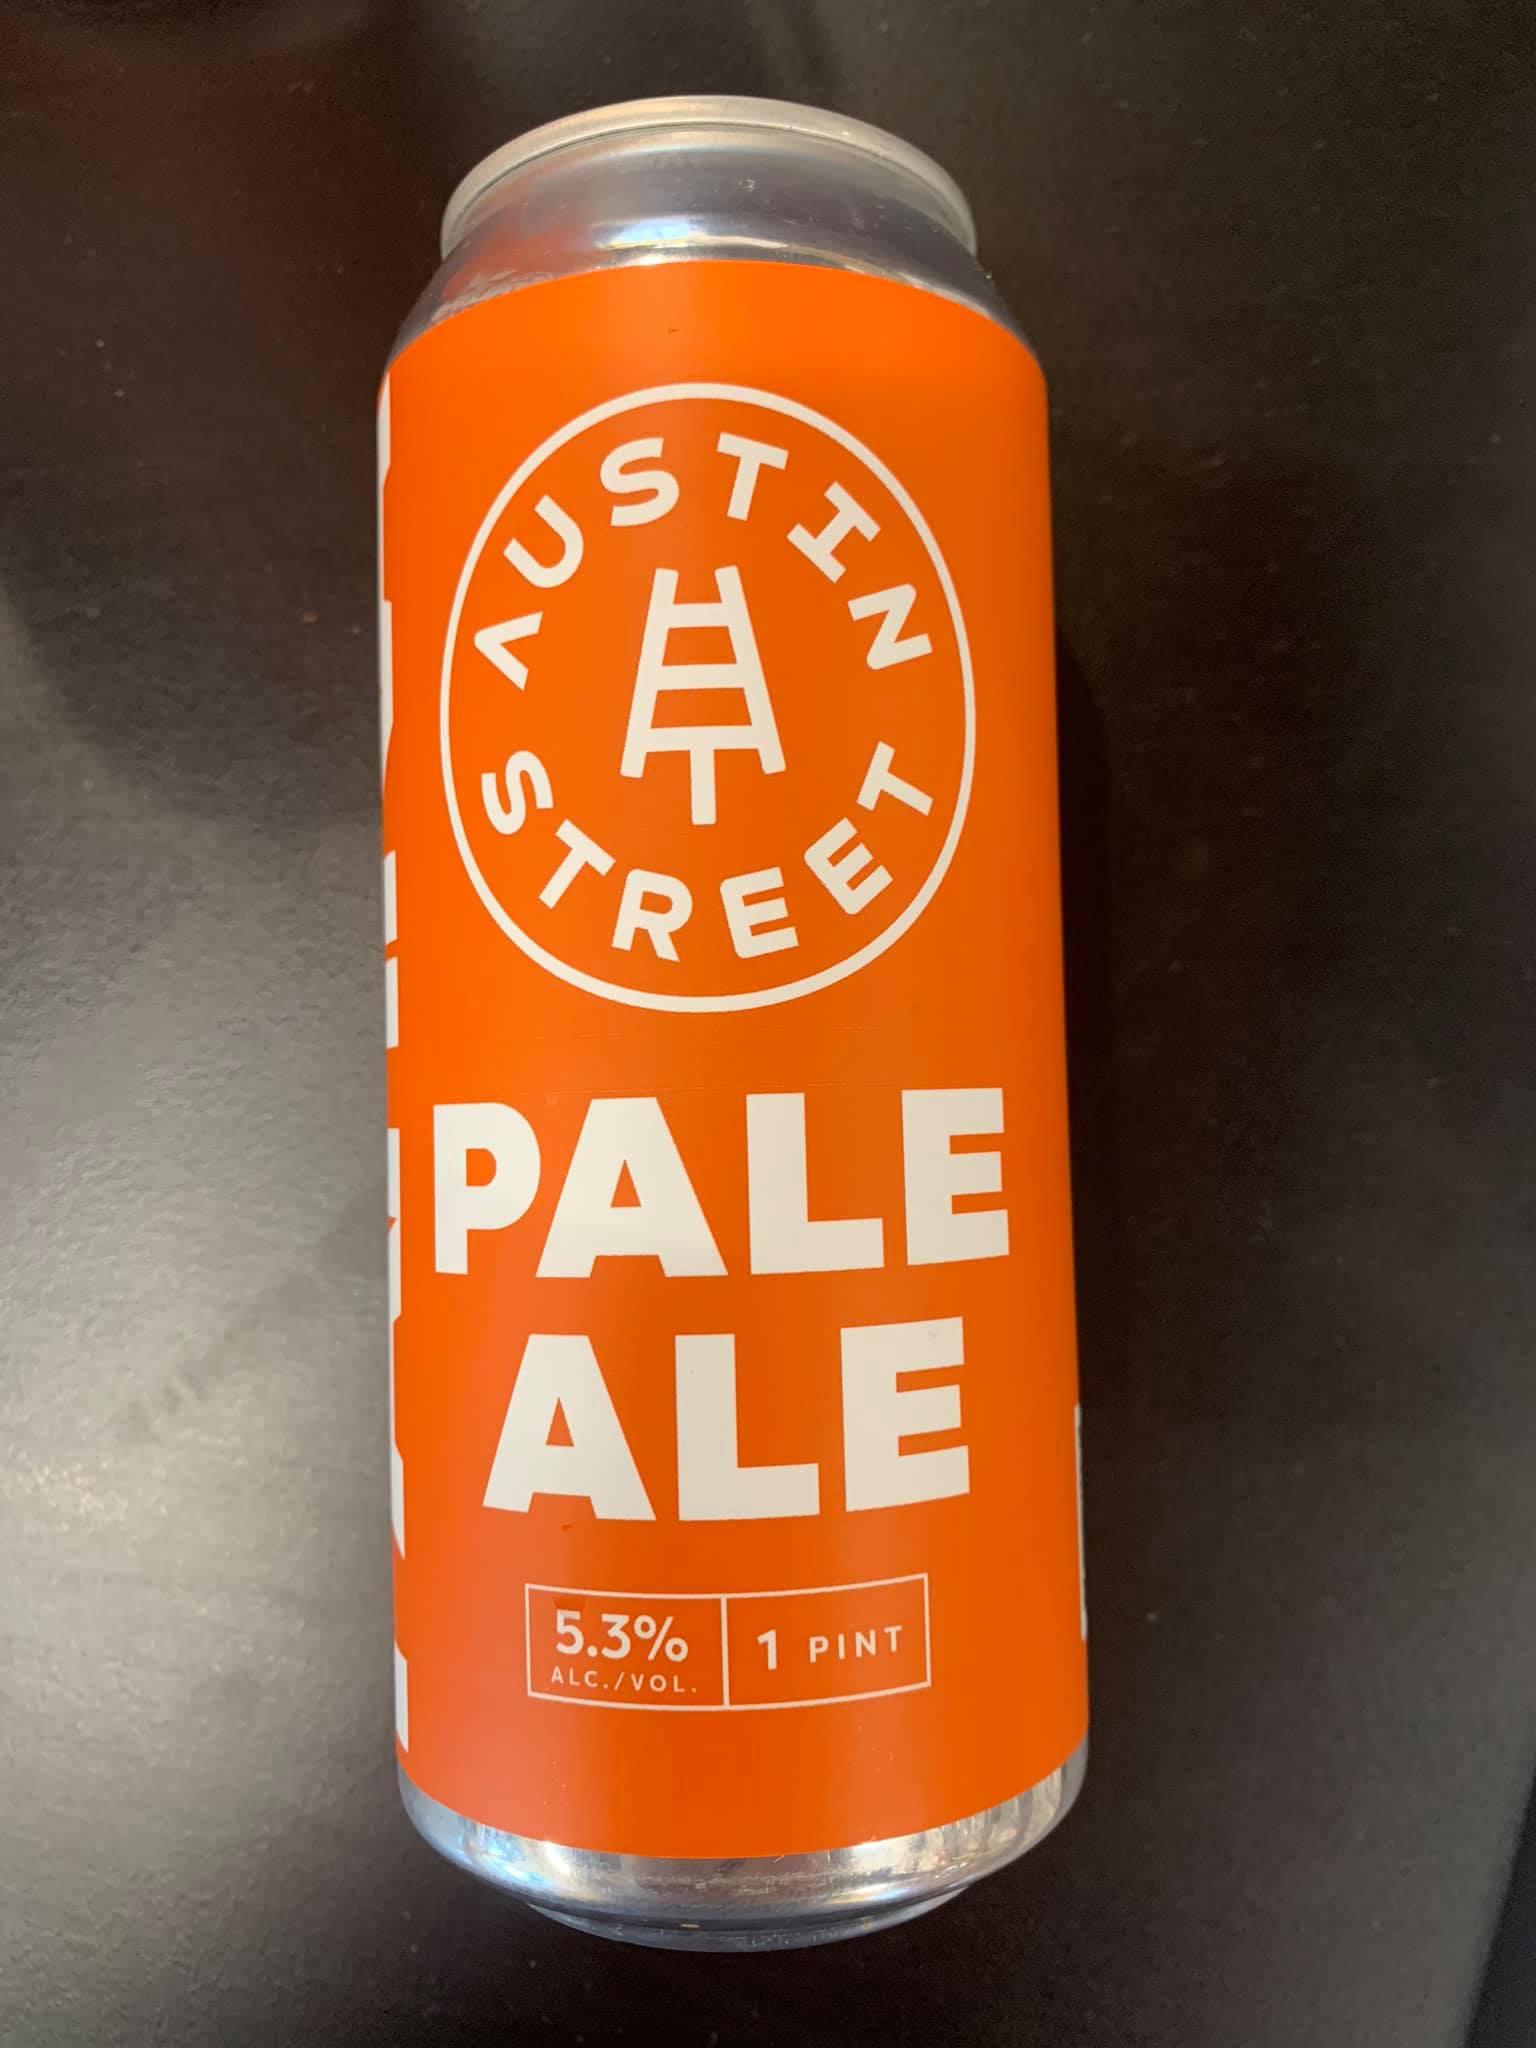 AUSTIN
STREET
PALE
ALE
5.3%
ALC./VOL.
1 PINT